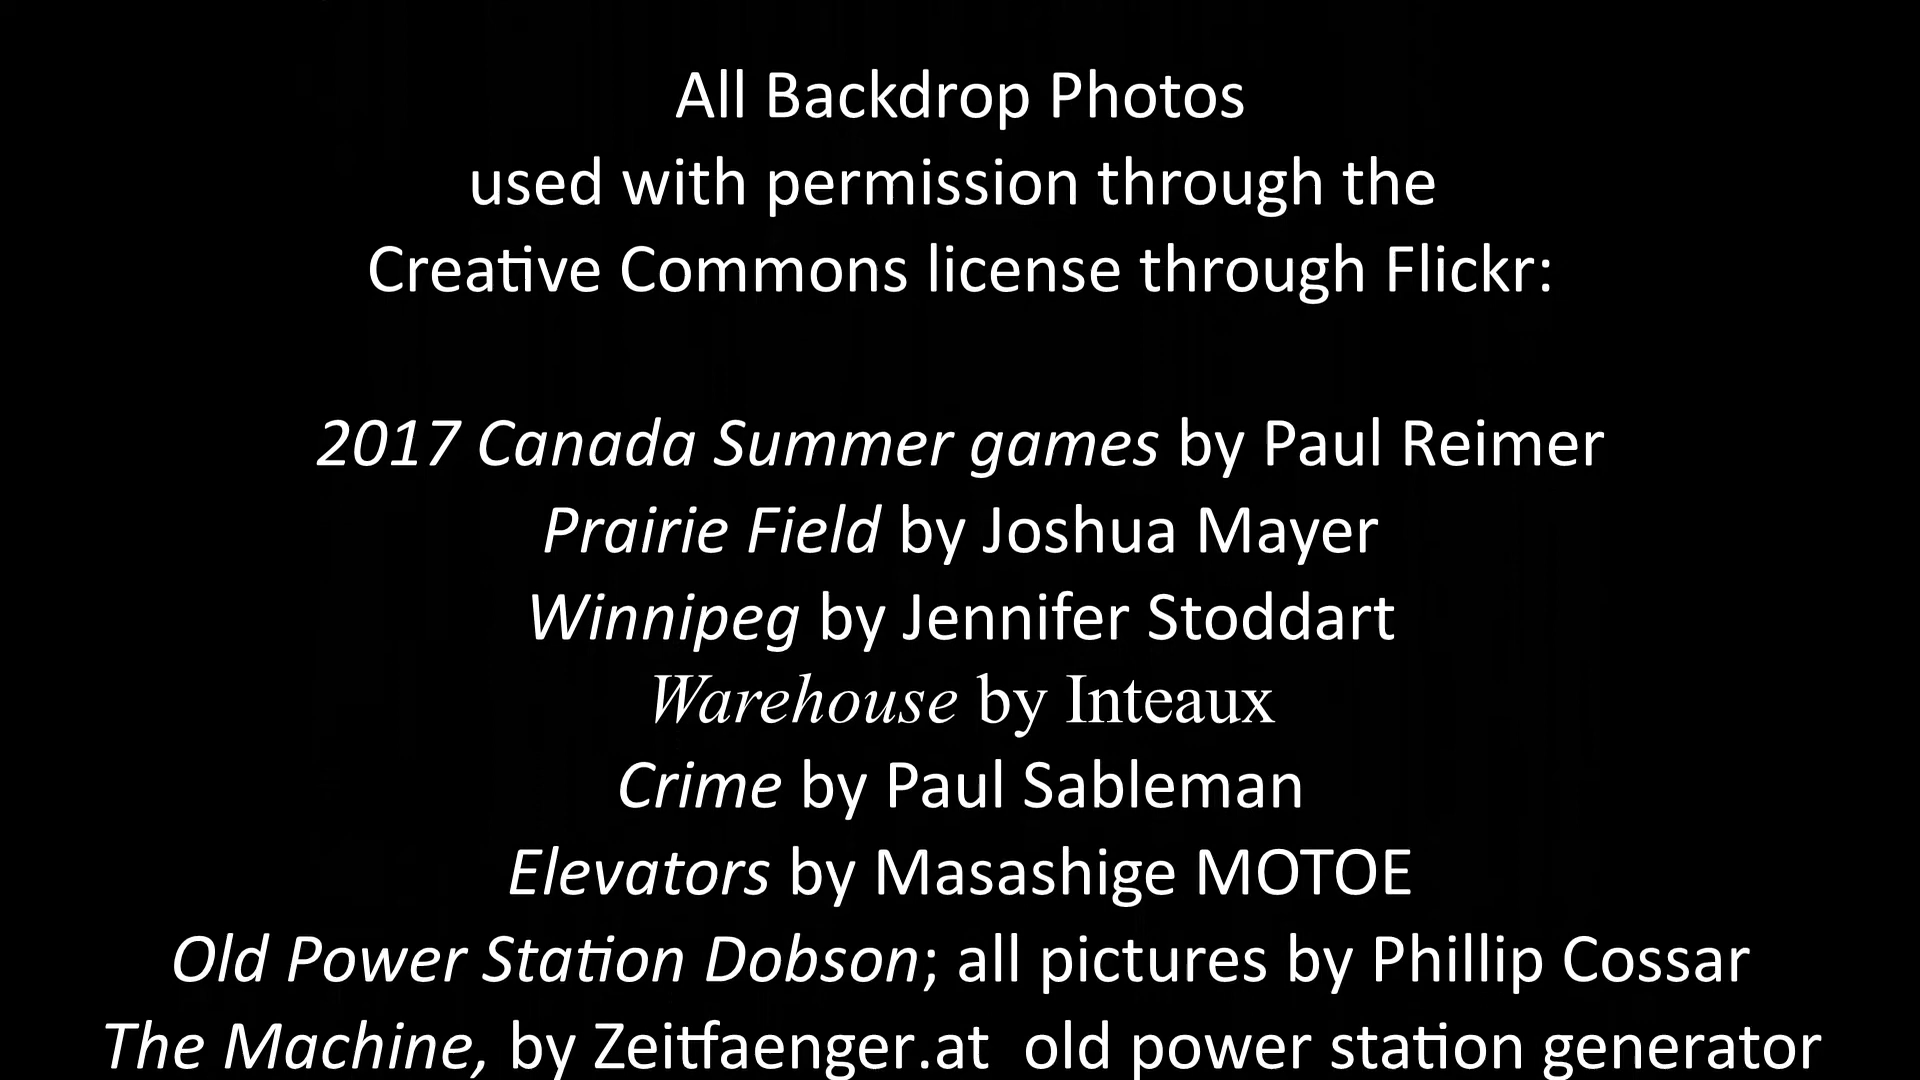 All Backdrop Photos
used with permission through the
Creative Commons license through Flickr:
2017 Canada Summer games by Paul Reimer
Prairie Field by Joshua Mayer
Winnipeg by Jennifer Stoddart
Warehouse by Inteaux
Crime by Paul Sableman
Elevators by Masashige MOTOE
Old Power Station Dobson; all pictures by Phillip Cossar
The Machine, by Zeitfaenger.at  old power station generator